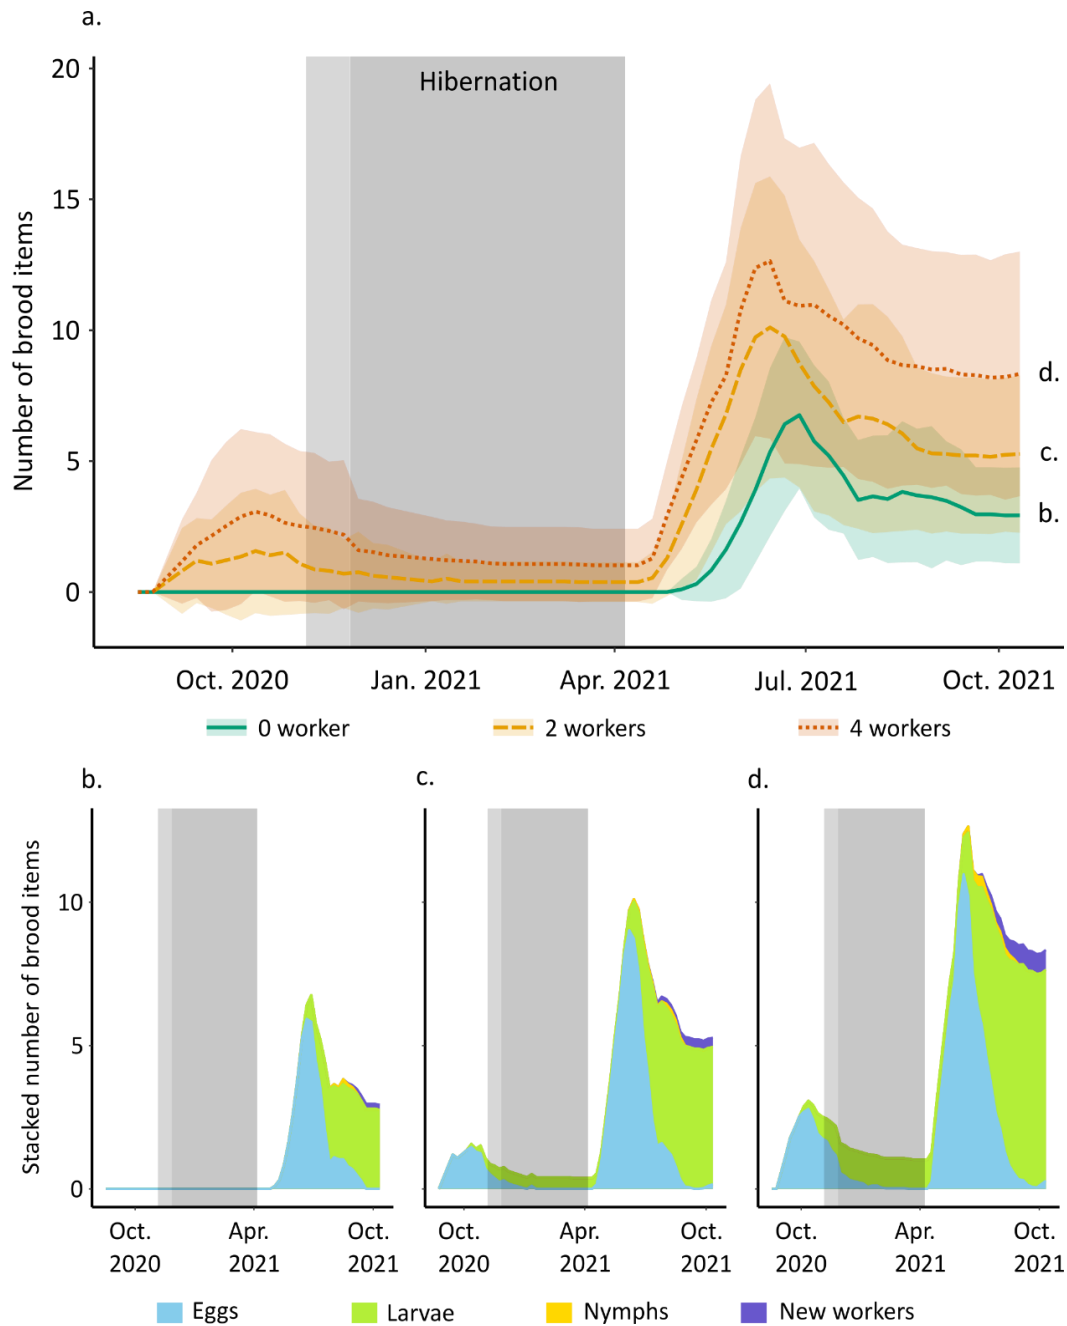 a.
Hibernation
20
15
10
5
0
Number of brood items
d.
c.
b.
Oct. 2020 Jan. 2021 Apr. 2021 Jul. 2021 Oct. 2021
0 worker 2 workers 4 workers
b. c. d.
Stacked number of brood items
10
5
0
Oct. Apr. Oct. Oct. Apr. Oct. Oct. Apr. Oct.
2020 2021 2021 2020 2021 2021 2020 2021 2021
Eggs Larvae Nymphs New workers